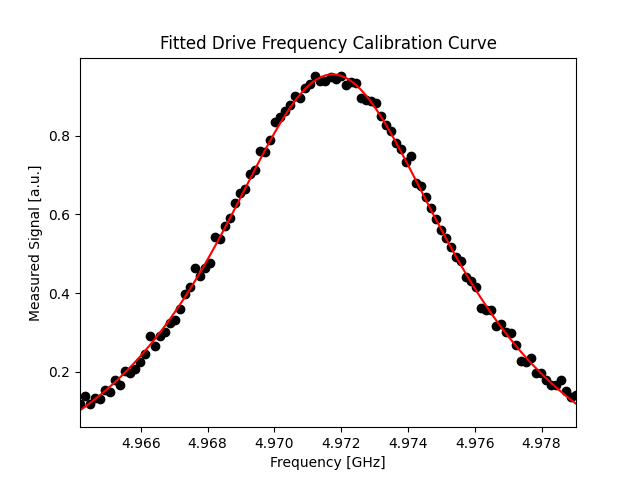 Fitted Drive Frequency Calibration Curve
Measured Signal [a.u.]
0.8
0.6
0.4
0.2
4.966 4.968 4.970 4.972 4.974 4.976 4.978
Frequency [GHz]